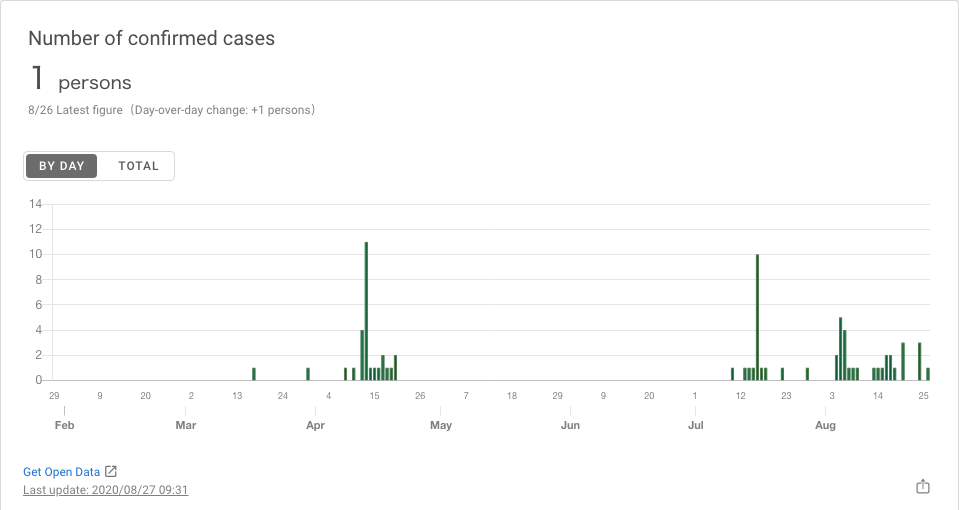 Number of confirmed cases
1 persons
8/26 Latest figure（Day-over-day change: +1 persons）
BY DAY TOTAL
14
12
10
8
6
4
2
0
29 9 20 2 13 24 4 15 26 7 18 29 9 20 1 12 23 3 14 25
Feb Mar Apr May Jun Jul Aug
Get Open Data
Last update: 2020/08/27 09:31